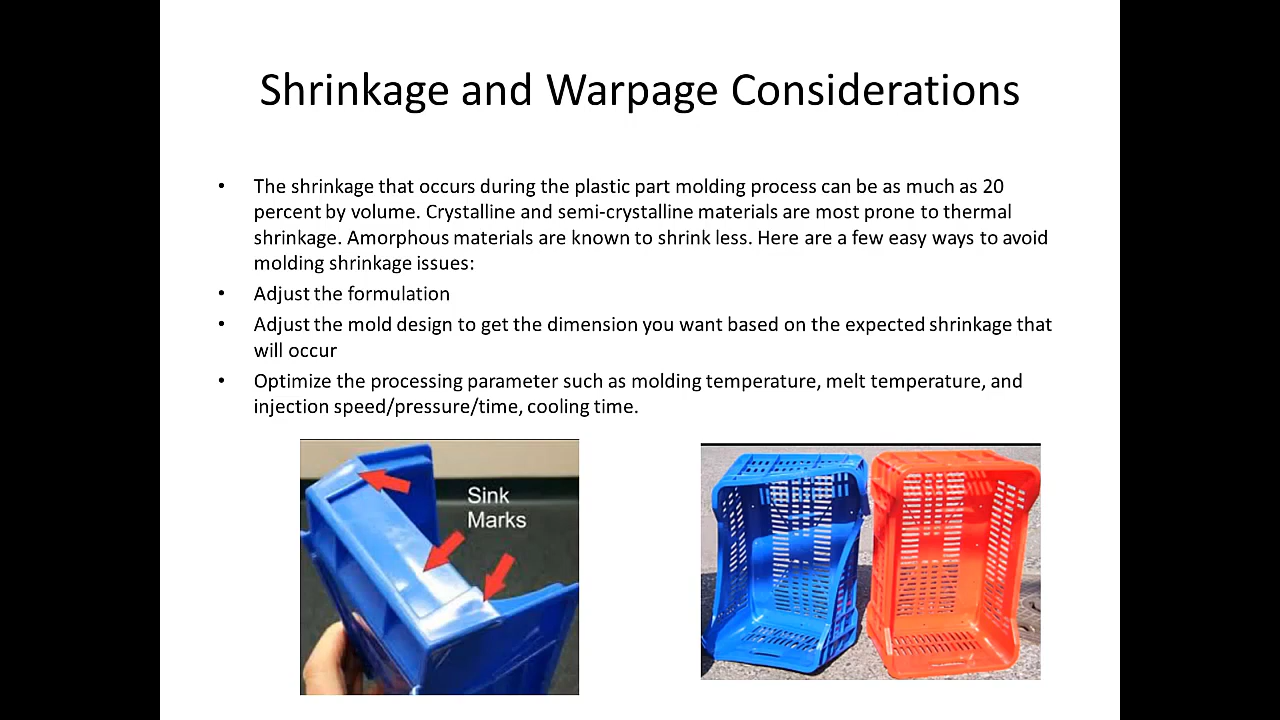 Shrinkage and Warpage Considerations
• The shrinkage that occurs during the plastic part molding process can be as much as 20
percent by volume. Crystalline and semi-crystalline materials are most prone to thermal
shrinkage. Amorphous materials are known to shrink less. Here are a few easy ways to avoid
molding shrinkage issues:
• Adjust the formulation
• Adjust the mold design to get the dimension you want based on the expected shrinkage that
will occur
• Optimize the processing parameter such as molding temperature, melt temperature, and
injection speed/pressure/time, cooling time.
Sink
Marks